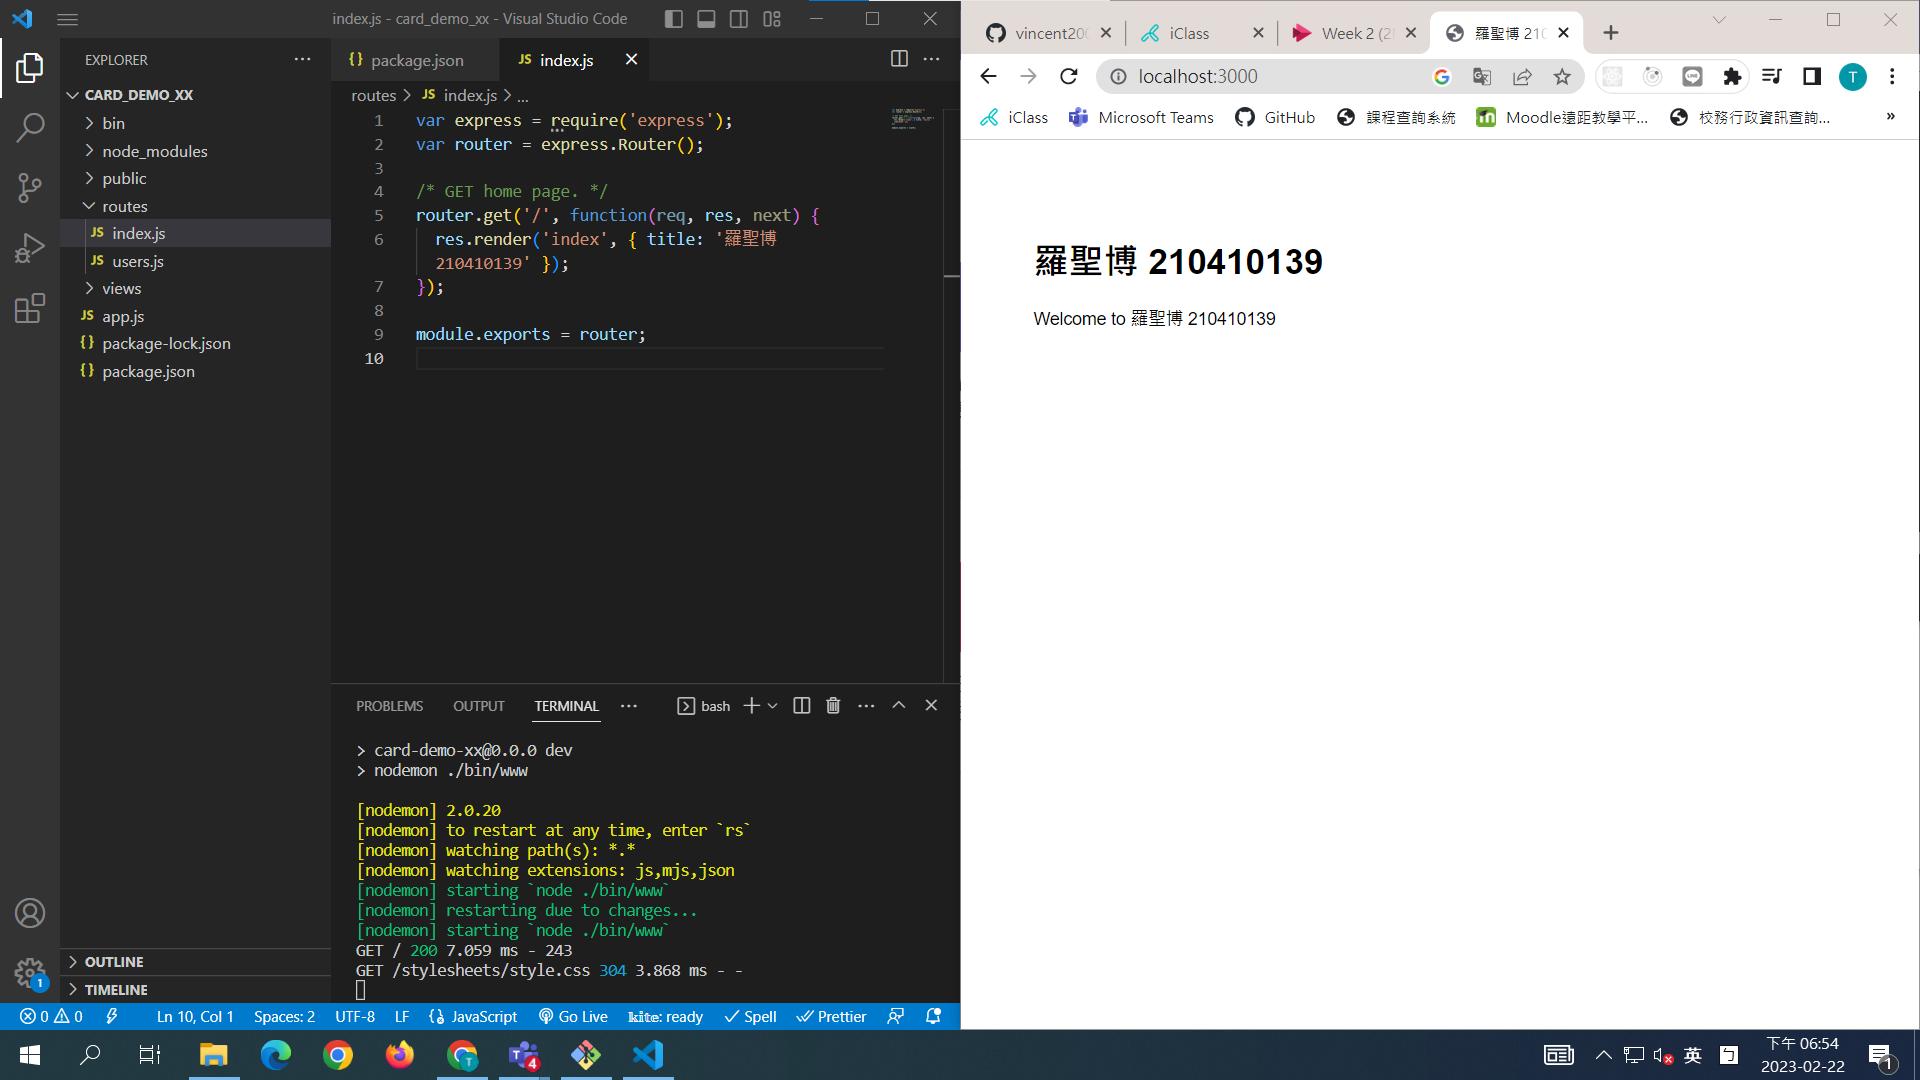 index.js - card_demo_xx - Visual Studio Code
EXPLORER
CARD_DEMO_XX
bin
node_modules
public
routes
JS index.js
JS users.js
views
JS app.js
{} package-lock.json
{} package.json
OUTLINE
TIMELINE
{} package.json
JS index.js
routes > JS index.js > ...
1 var express = require('express');
2 var router = express.Router();
3
4 /* GET home page. */
5 router.get('/', function(req, res, next) {
6 res.render('index', { title: '羅聖博
210410139' });
7 });
8
9 module.exports = router;
10
PROBLEMS OUTPUT TERMINAL
bash
> card-demo-xx@0.0.0 dev
> nodemon ./bin/www
[nodemon] 2.0.20
[nodemon] to restart at any time, enter `rs`
[nodemon] watching path(s): *.*
[nodemon] watching extensions: js,mjs,json
[nodemon] starting `node ./bin/www`
[nodemon] restarting due to changes...
[nodemon] starting `node ./bin/www`
GET / 200 7.059 ms - 243
GET /stylesheets/style.css 304 3.868 ms - -
1
0 0 Ln 10, Col 1 Spaces: 2 UTF-8 LF JavaScript Go Live kite: ready Spell Prettier
vincent200 iClass Week 2 (2 羅聖博 210
localhost:3000
T
iClass Microsoft Teams GitHub 課程查詢系統 Moodle遠距教學平... 校務行政資訊查詢... »
羅聖博 210410139
Welcome to 羅聖博 210410139
T
4
英 ㄅ
下午 06:54
2023-02-22
1